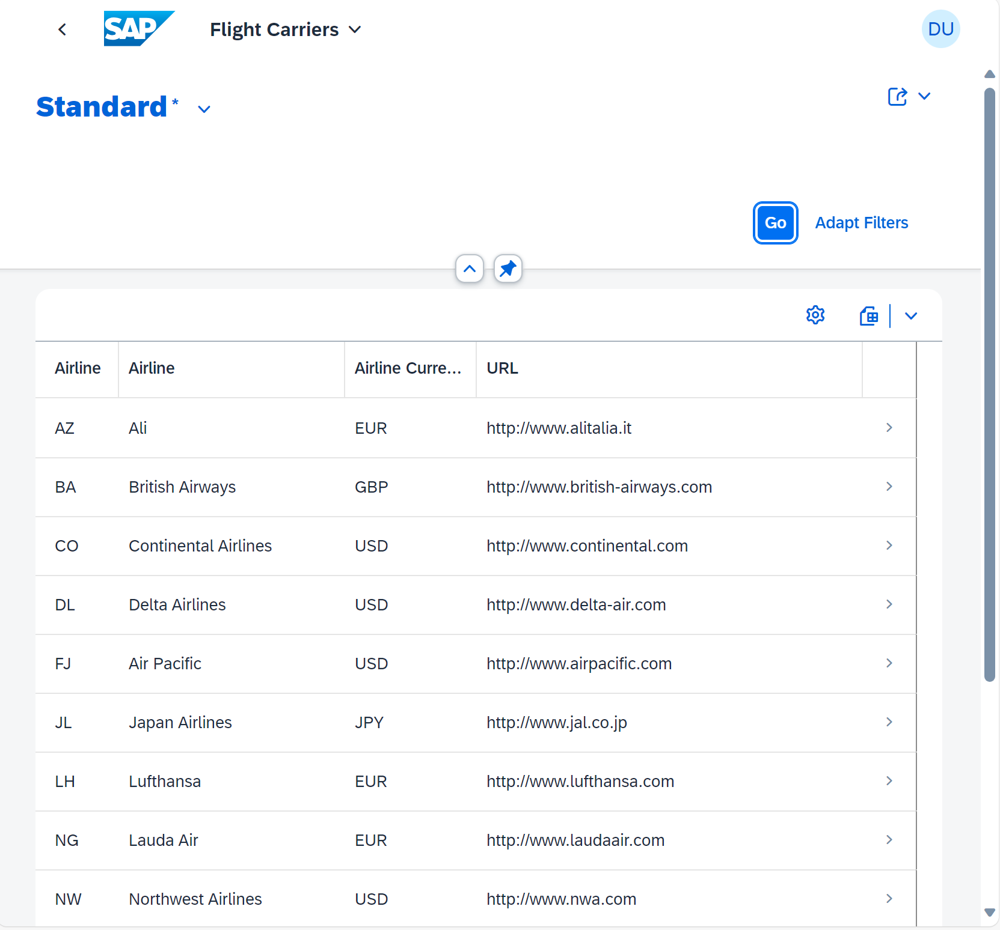 SAP Flight Carriers DU
Standard *
Go Adapt Filters
Airline Airline Airline Curre... URL
AZ Ali EUR http://www.alitalia.it
BA British Airways GBP http://www.british-airways.com
CO Continental Airlines USD http://www.continental.com
DL Delta Airlines USD http://www.delta-air.com
FJ Air Pacific USD http://www.airpacific.com
JL Japan Airlines JPY http://www.jal.co.jp
LH Lufthansa EUR http://www.lufthansa.com
NG Lauda Air EUR http://www.laudaair.com
NW Northwest Airlines USD http://www.nwa.com